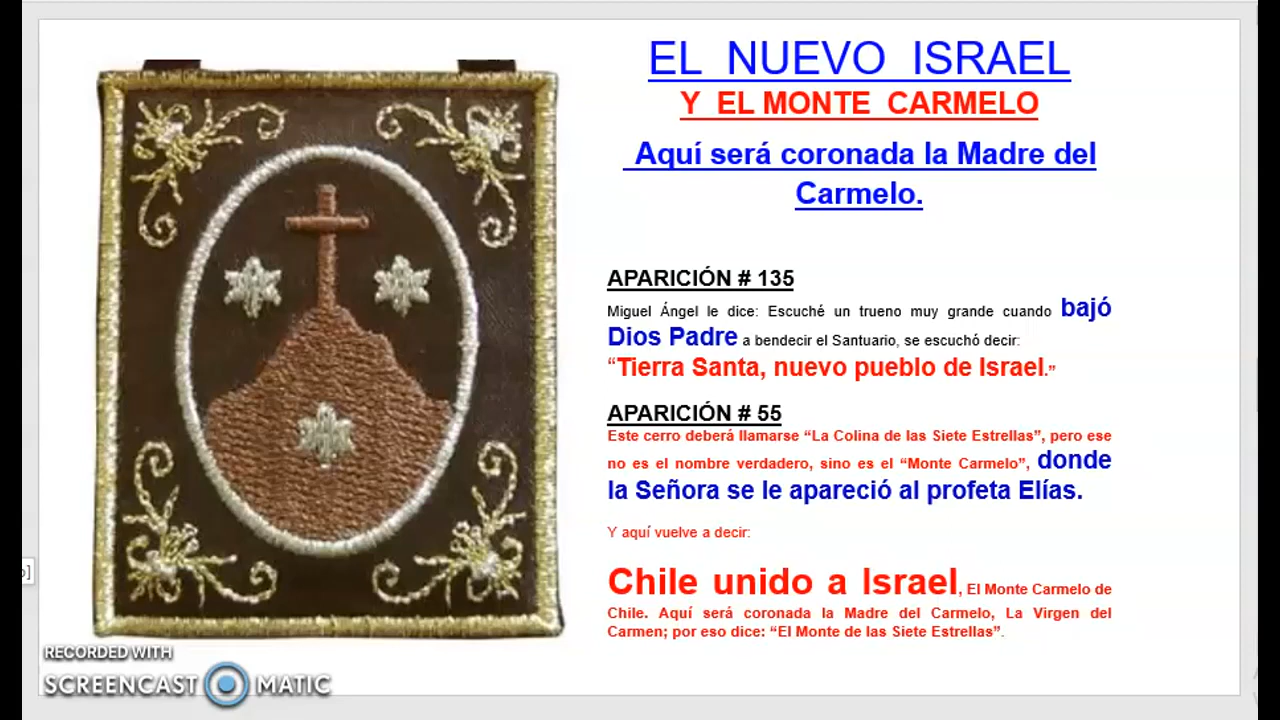 EL NUEVO ISRAEL
Y EL MONTE CARMELO
Aquí será coronada la Madre del
Carmelo.
APARICIÓN # 135
Miguel Ángel le dice: Escuché un trueno muy grande cuando bajó
Dios Padre a bendecir el Santuario, se escuchó decir:
“Tierra Santa, nuevo pueblo de Israel.”
APARICIÓN # 55
Este cerro deberá llamarse “La Colina de las Siete Estrellas”, pero ese
no es el nombre verdadero, sino es el “Monte Carmelo”, donde
la Señora se le apareció al profeta Elías.
Y aquí vuelve a decir:
Chile unido a Israel, El Monte Carmelo de
Chile. Aquí será coronada la Madre del Carmelo, La Virgen del
Carmen; por eso dice: “El Monte de las Siete Estrellas”.
RECORDED WITH
SCREENCAST MATIC